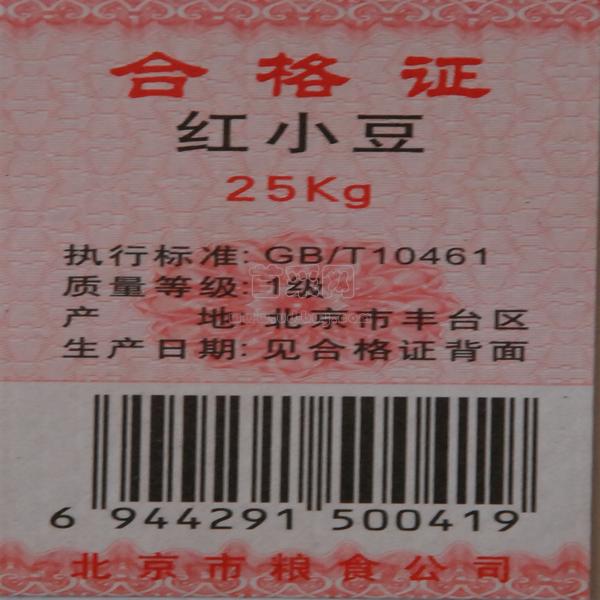 合格证
红小豆
25Kg
执行标准: GB/T10461
质量等级: 1级
产 地: 北京市丰台区
生产日期: 见合格证背面
6 944291 500419
北京市粮食公司